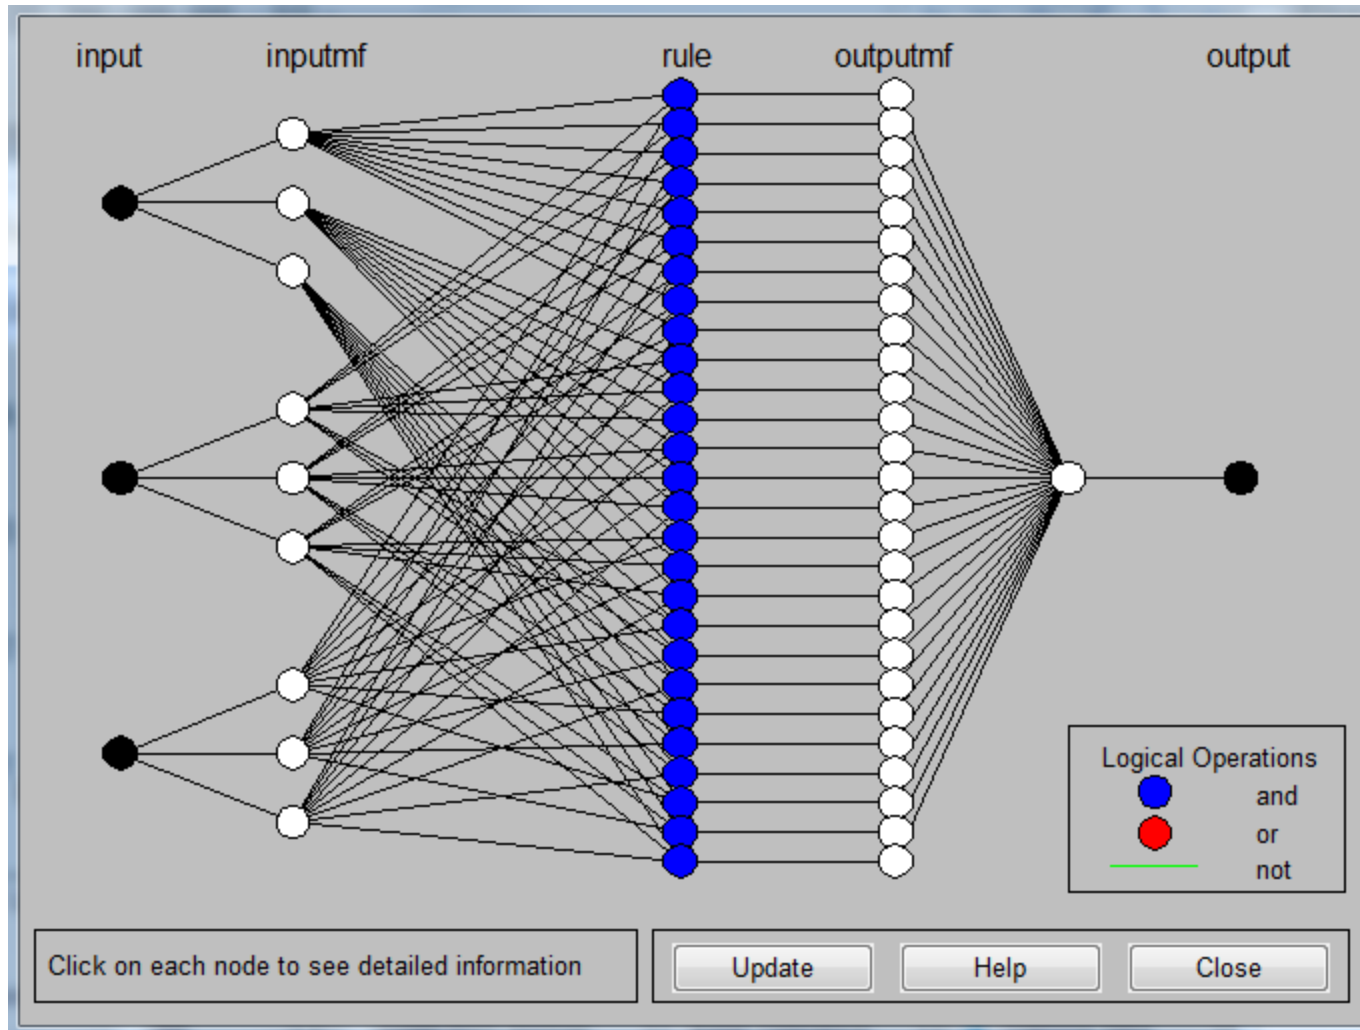 input inputmf rule outputmf output
Logical Operations
and
or
not
Click on each node to see detailed information
Update Help Close